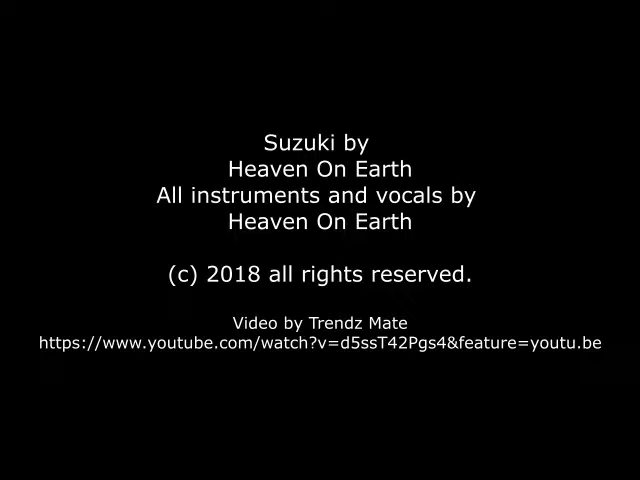 Suzuki by
Heaven On Earth
All instruments and vocals by
Heaven On Earth
(c) 2018 all rights reserved.
Video by Trendz Mate
https://www.youtube.com/watch?v=d5ssT42Pgs4&feature=youtu.be